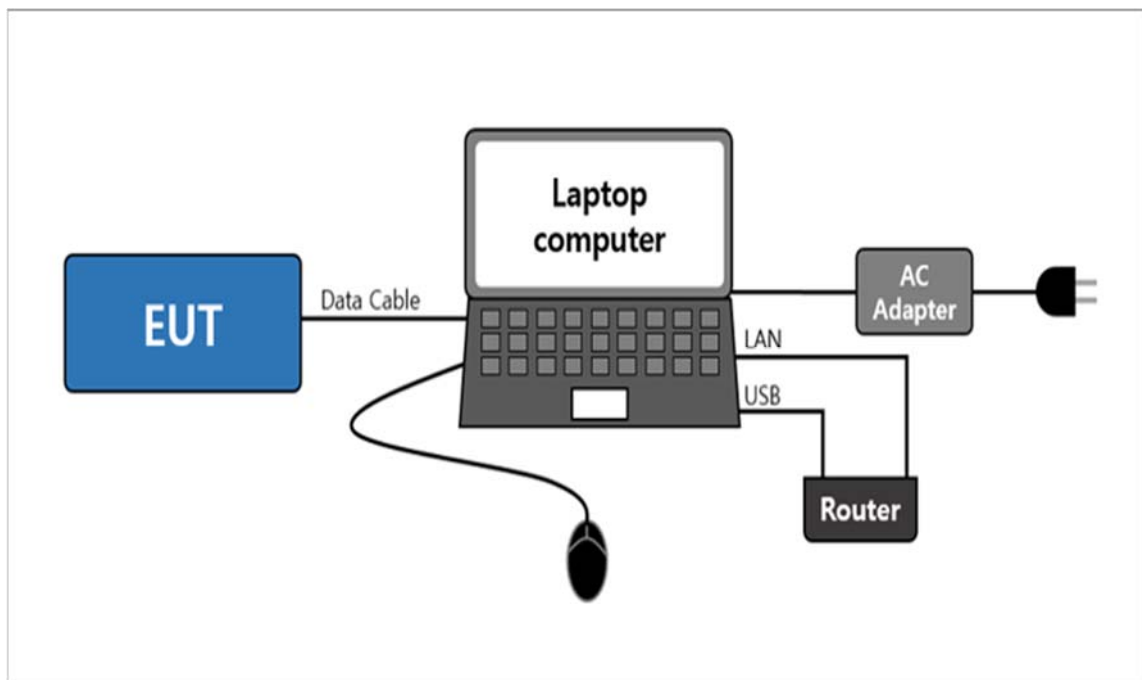 Laptop
computer
EUT
Data Cable
AC
Adapter
LAN
USB
Router